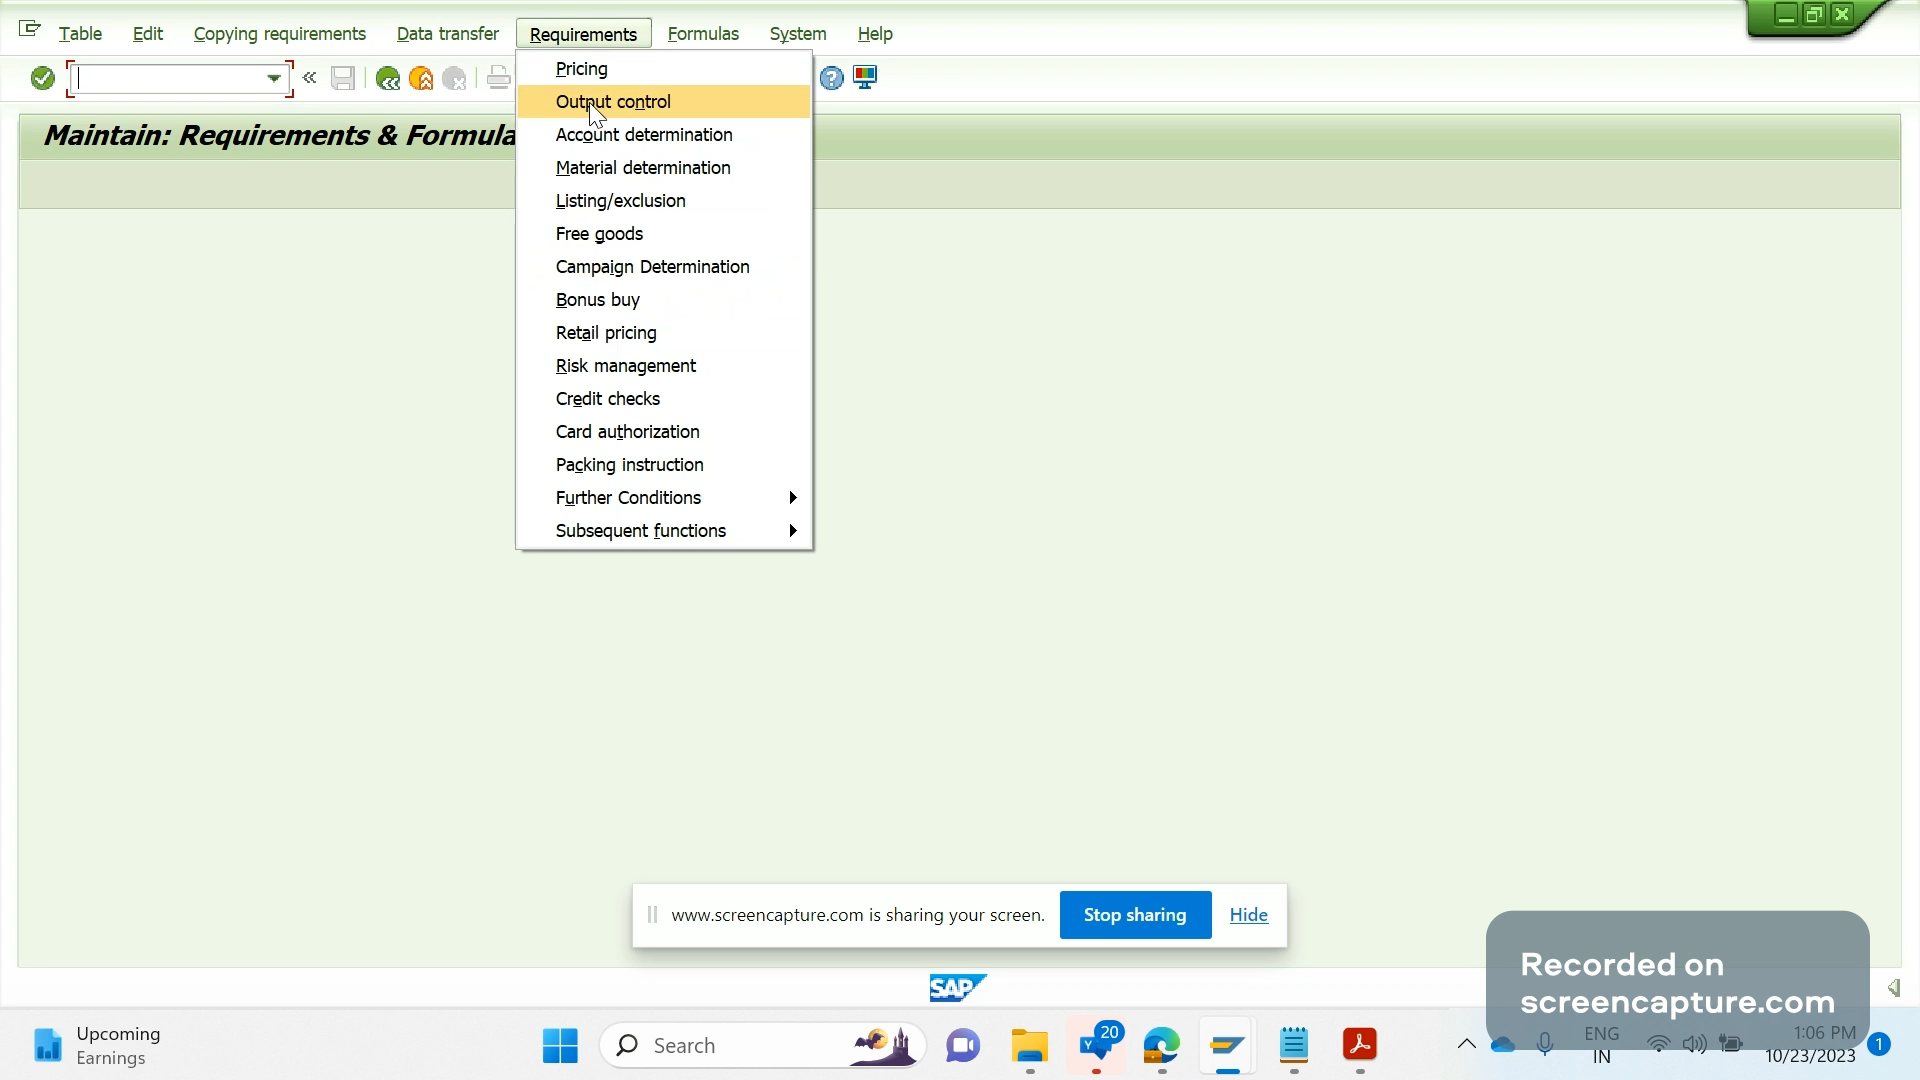 Table Edit Copying requirements Data transfer Requirements Formulas System Help
Pricing
Output control
Account determination
Material determination
Listing/exclusion
Free goods
Campaign Determination
Bonus buy
Retail pricing
Risk management
Credit checks
Card authorization
Packing instruction
Further Conditions
Subsequent functions
Maintain: Requirements & Formula
www.screencapture.com is sharing your screen. Stop sharing Hide
Recorded on
screencapture.com
SAP
Upcoming
Earnings
Search
20
ENG
IN
1:06 PM
10/23/2023
1